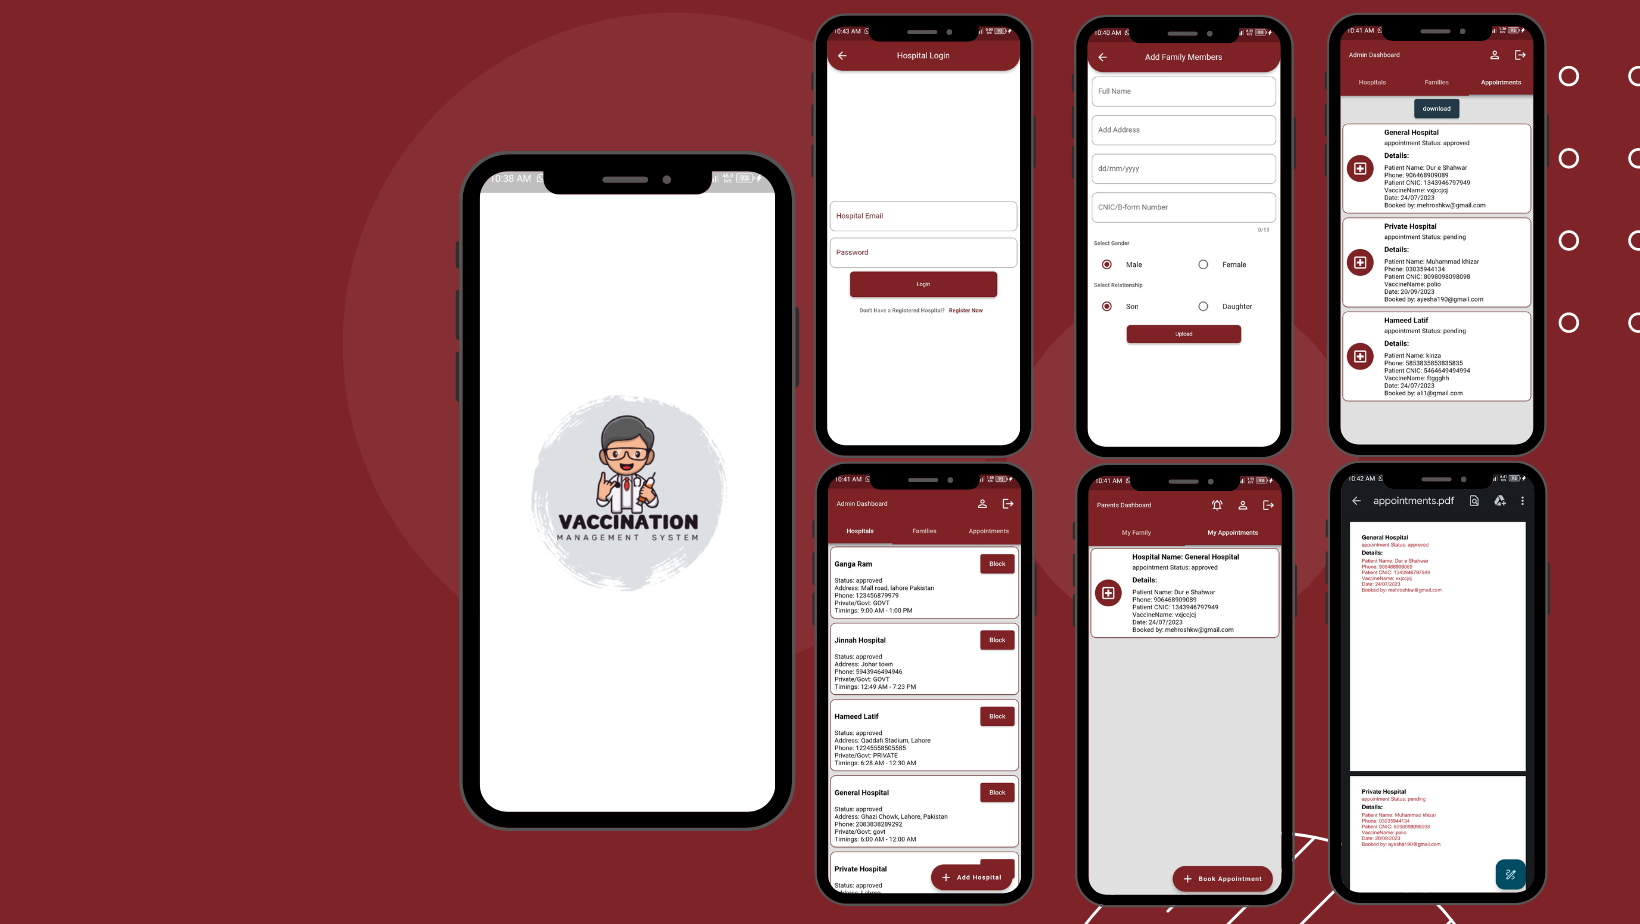 10:38 AM
VACCINATION
MANAGEMENT SYSTEM
10:43 AM
Hospital Login
Hospital Email
Password
Login
Don't Have a Registered Hospital? Register Now
10:40 AM
Add Family Members
Full Name
Add Address
dd/mm/yyyy
CNIC/B-form Number
0/13
Select Gender
Male Female
Select Relationship
Son Daughter
Upload
10:41 AM
Admin Dashboard
Hospitals Families Appointments
download
General Hospital
appointment Status: approved
Details:
Patient Name: Dur e Shahwar
Phone: 906468909089
Patient CNIC: 1343946797949
VaccineName: vxjccjcj
Date: 24/07/2023
Booked by: mehroshkw@gmail.com
Private Hospital
appointment Status: pending
Details:
Patient Name: Muhammad khizar
Phone: 03035944134
Patient CNIC: 8098098098098
VaccineName: polio
Date: 20/09/2023
Booked by: ayesha190@gmail.com
Hameed Latif
appointment Status: pending
Details:
Patient Name: kinza
Phone: 5853835853835835
Patient CNIC: 5464649494994
VaccineName: ftggghh
Date: 24/07/2023
Booked by: ali1@gmail.com
10:41 AM
Admin Dashboard
Hospitals Families Appointments
Ganga Ram
Block
Status: approved
Address: Mall road, lahore Pakistan
Phone: 123456879979
Private/Govt: GOVT
Timings: 9:00 AM - 1:00 PM
Jinnah Hospital
Block
Status: approved
Address: Johar town
Phone: 5943946494946
Private/Govt: GOVT
Timings: 12:49 AM - 7:23 PM
Hameed Latif
Block
Status: approved
Address: Qaddafi Stadium, Lahore
Phone: 12245558505585
Private/Govt: PRIVATE
Timings: 6:28 AM - 12:30 AM
General Hospital
Block
Status: approved
Address: Ghazi Chowk, Lahore, Pakistan
Phone: 2083838289292
Private/Govt: govt
Timings: 6:00 AM - 12:00 AM
Private Hospital
Status: approved
Add Hospital
10:41 AM
Parents Dashboard
My Family My Appointments
Hospital Name: General Hospital
appointment Status: approved
Details:
Patient Name: Dur e Shahwar
Phone: 906468909089
Patient CNIC: 1343946797949
VaccineName: vxjccjcj
Date: 24/07/2023
Booked by: mehroshkw@gmail.com
Book Appointment
10:42 AM
appointments.pdf
General Hospital
appointment Status: approved
Details:
Patient Name: Dur e Shahwar
Phone: 906468909089
Patient CNIC: 1343946797949
VaccineName: vxjccjcj
Date: 24/07/2023
Booked by: mehroshkw@gmail.com
Private Hospital
appointment Status: pending
Details:
Patient Name: Muhammad khizar
Phone: 03035944134
Patient CNIC: 8098098098098
VaccineName: polio
Date: 20/09/2023
Booked by: ayesha190@gmail.com